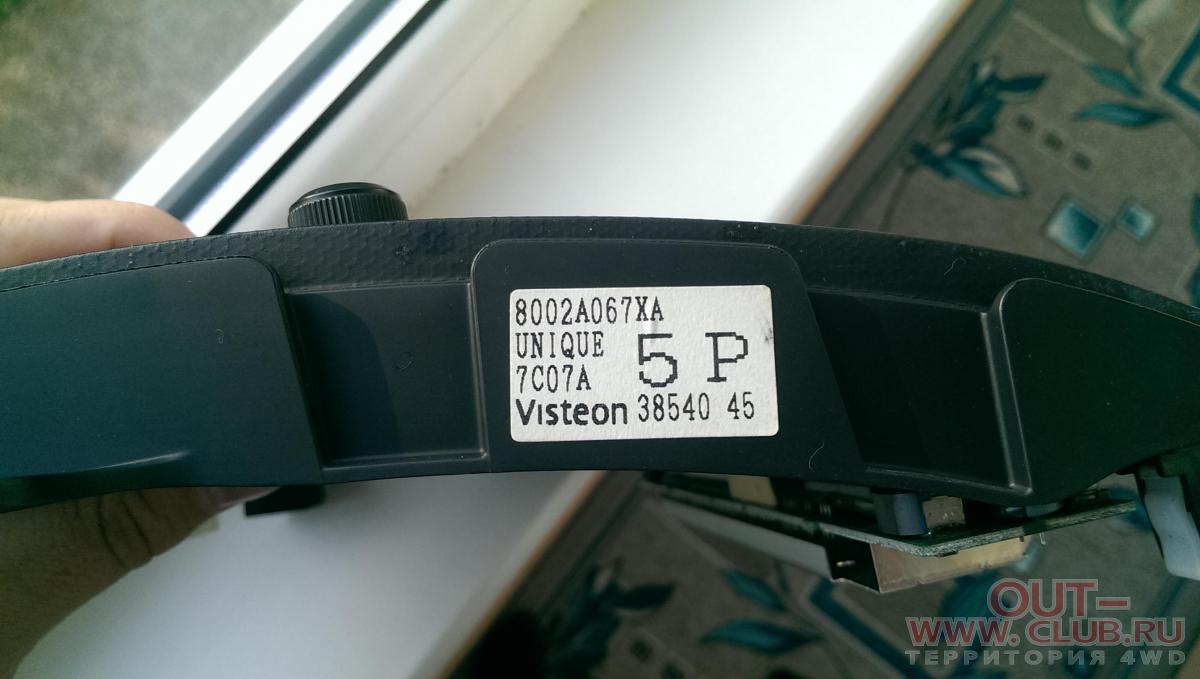 8002A067XA
UNIQUE
7C07A
5 P
Visteon 38540 45
OUT-
WWW.CLUB.RU
ТЕРРИТОРИЯ 4WD